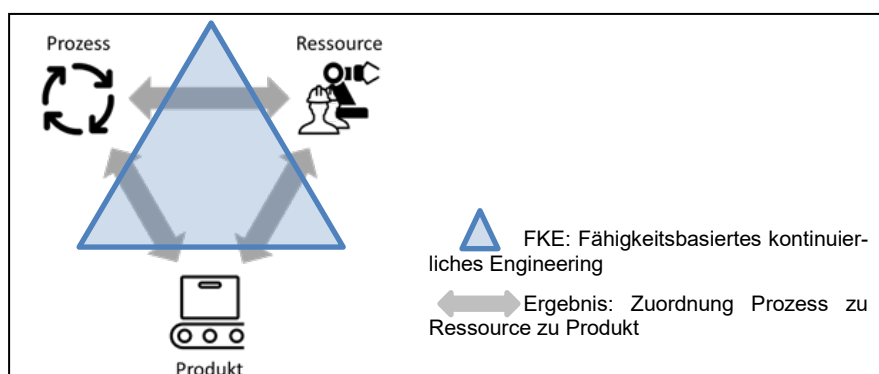 Prozess
Ressource
FKE: Fähigkeitsbasiertes kontinuier-
liches Engineering
Ergebnis: Zuordnung Prozess zu
Ressource zu Produkt
Produkt